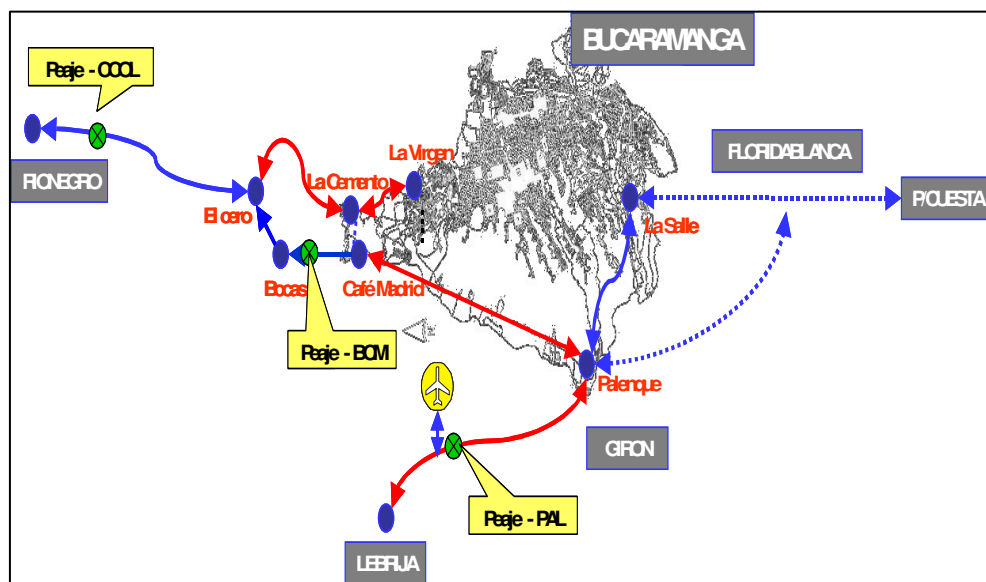 BUCARAMANGA
Peaje - COOL
La Virgen
FLORIDABLANCA
RIONEGRO
La Cemento
P/CUESTA
El cero
La Salle
Bocas
Café Madrid
Peaje - BCM
Palenque
GIRON
Peaje - PAL
LEBRIJA